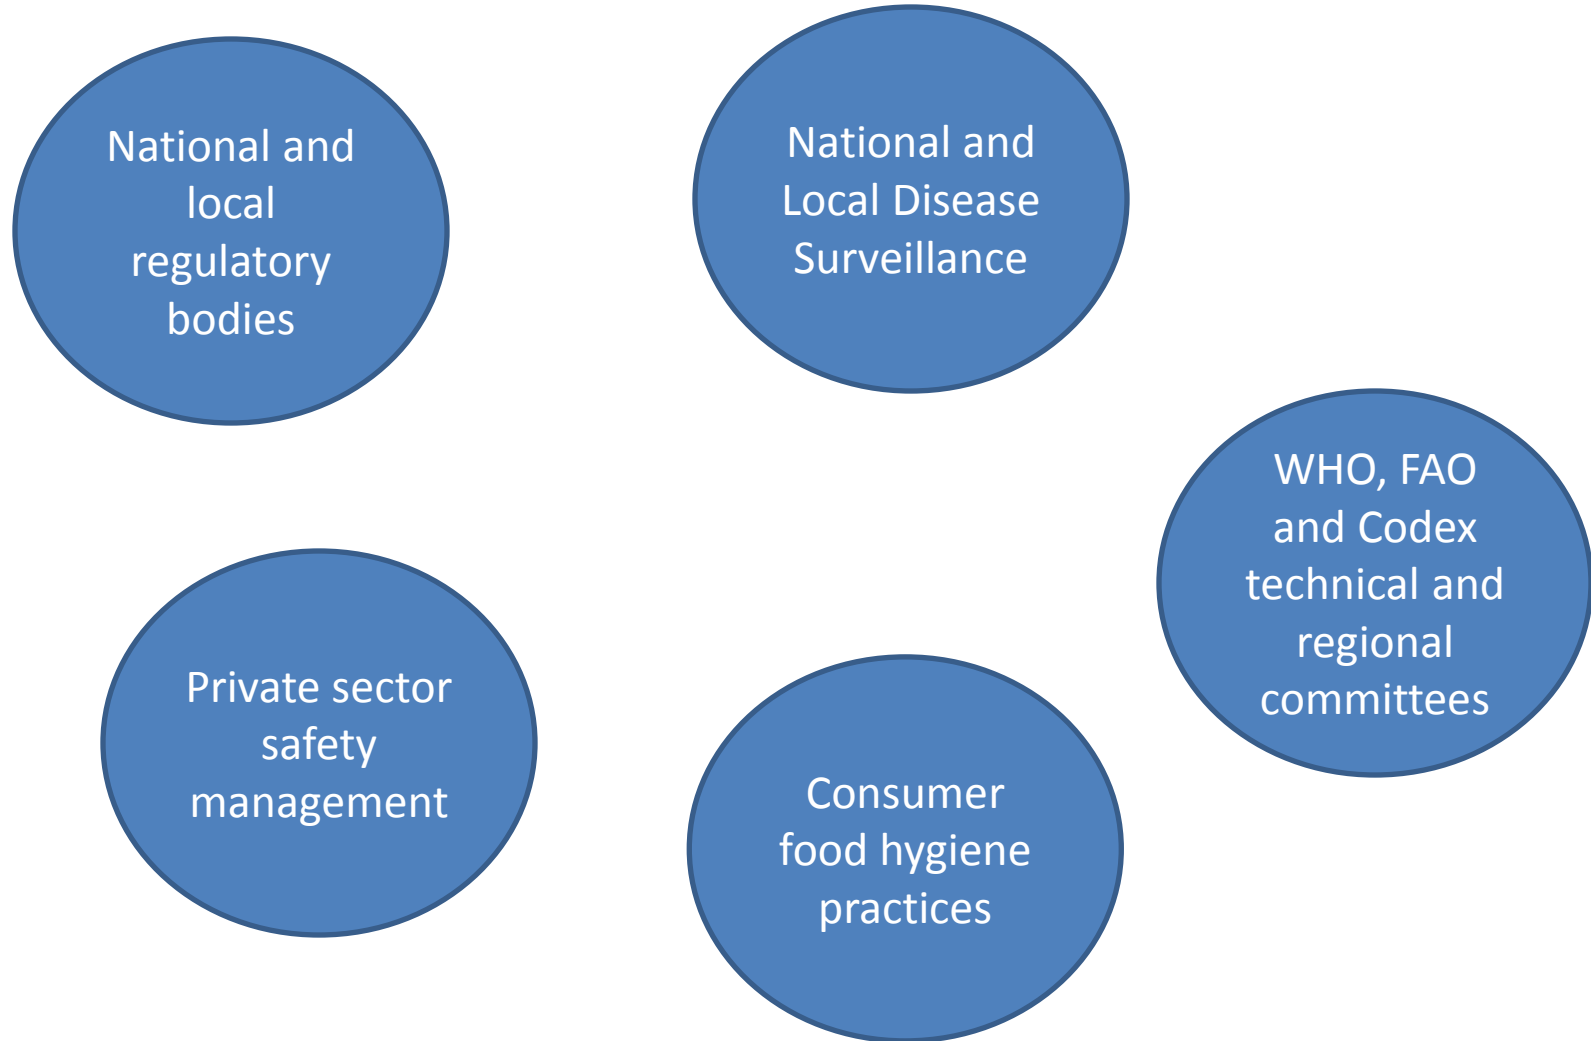 National and
local
regulatory
bodies
National and
Local Disease
Surveillance
WHO, FAO
and Codex
technical and
regional
committees
Private sector
safety
management
Consumer
food hygiene
practices